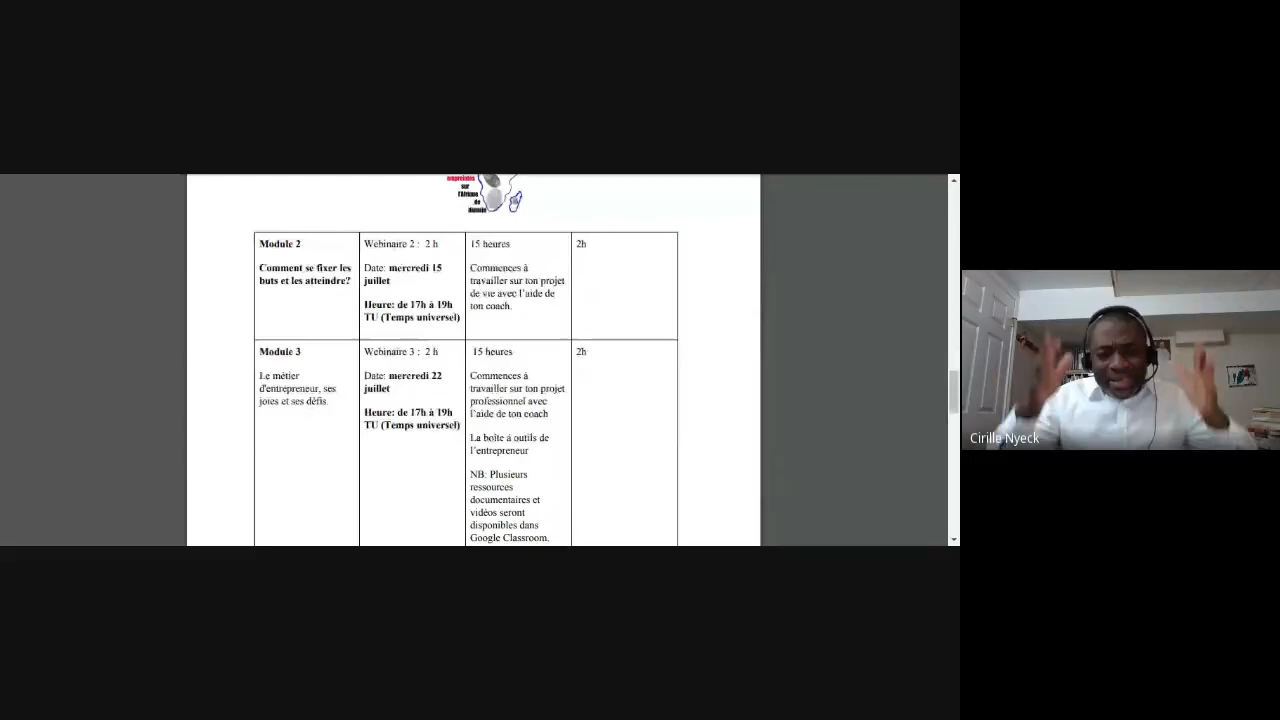 empreintes
sur
l'Afrique
de
demain
Module 2
Comment se fixer les
buts et les atteindre?
Webinaire 2 : 2 h
Date: mercredi 15
juillet
Heure: de 17h à 19h
TU (Temps universel)
15 heures
Commences à
travailler sur ton projet
de vie avec l'aide de
ton coach.
2h
Module 3
Le métier
d'entrepreneur, ses
joies et ses défis.
Webinaire 3 : 2 h
Date: mercredi 22
juillet
Heure: de 17h à 19h
TU (Temps universel)
15 heures
Commences à
travailler sur ton projet
professionnel avec
l'aide de ton coach
La boîte à outils de
l'entrepreneur
NB: Plusieurs
ressources
documentaires et
vidéos seront
disponibles dans
Google Classroom.
2h
Cirille Nyeck